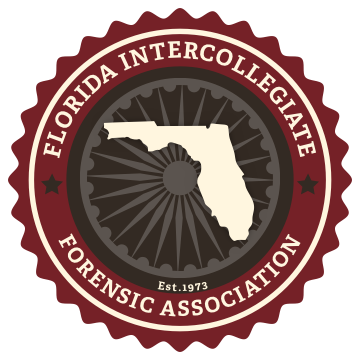 FLORIDA INTERCOLLEGIATE
Est.1973
FORENSIC ASSOCIATION